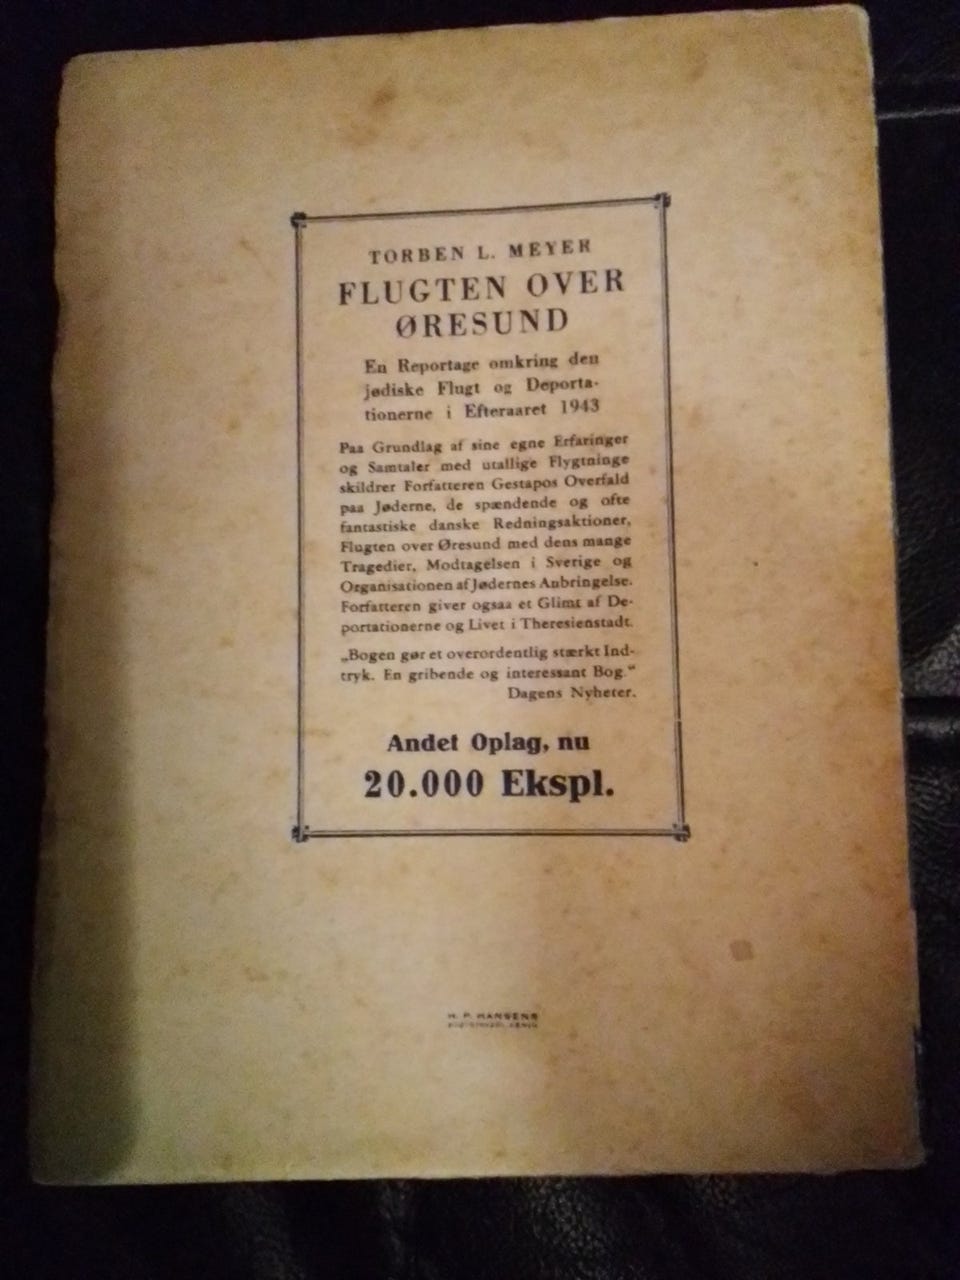 TORBEN L. MEYER
FLUGTEN OVER
ØRESUND
En Reportage omkring den
jødiske Flugt og Deporta-
tionerne i Efteraaret 1943
Paa Grundlag af sine egne Erfaringer
og Samtaler med utallige Flygtninge
skildrer Forfatteren Gestapos Overfald
paa Jøderne, de spændende og ofte
fantastiske danske Redningsaktioner,
Flugten over Øresund med dens mange
Tragedier, Modtagelsen i Sverige og
Organisationen af Jødernes Anbringelse.
Forfatteren giver ogsaa et Glimt af De-
portationerne og Livet i Theresienstadt.
„Bogen gør et overordentlig stærkt Ind-
tryk. En gribende og interessant Bog.“
Dagens Nyheter.
Andet Oplag, nu
20.000 Ekspl.
H. P. HANSENS